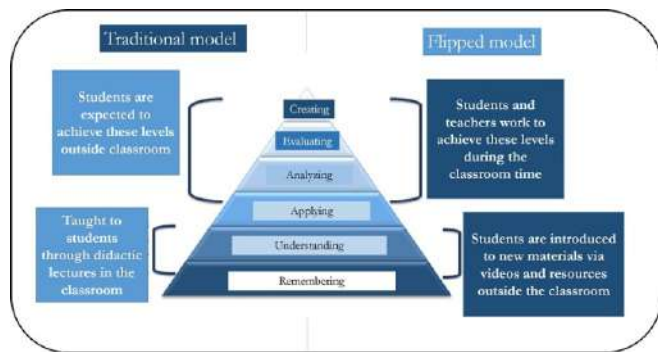 Traditional model
Flipped model
Students are
expected to
achieve these levels
outside classroom
Creating
Evaluating
Analyzing
Applying
Understanding
Remembering
Students and
teachers work to
achieve these levels
during the
classroom time
Taught to
students
through didactic
lectures in the
classroom
Students are introduced
to new materials via
videos and resources
outside the classroom